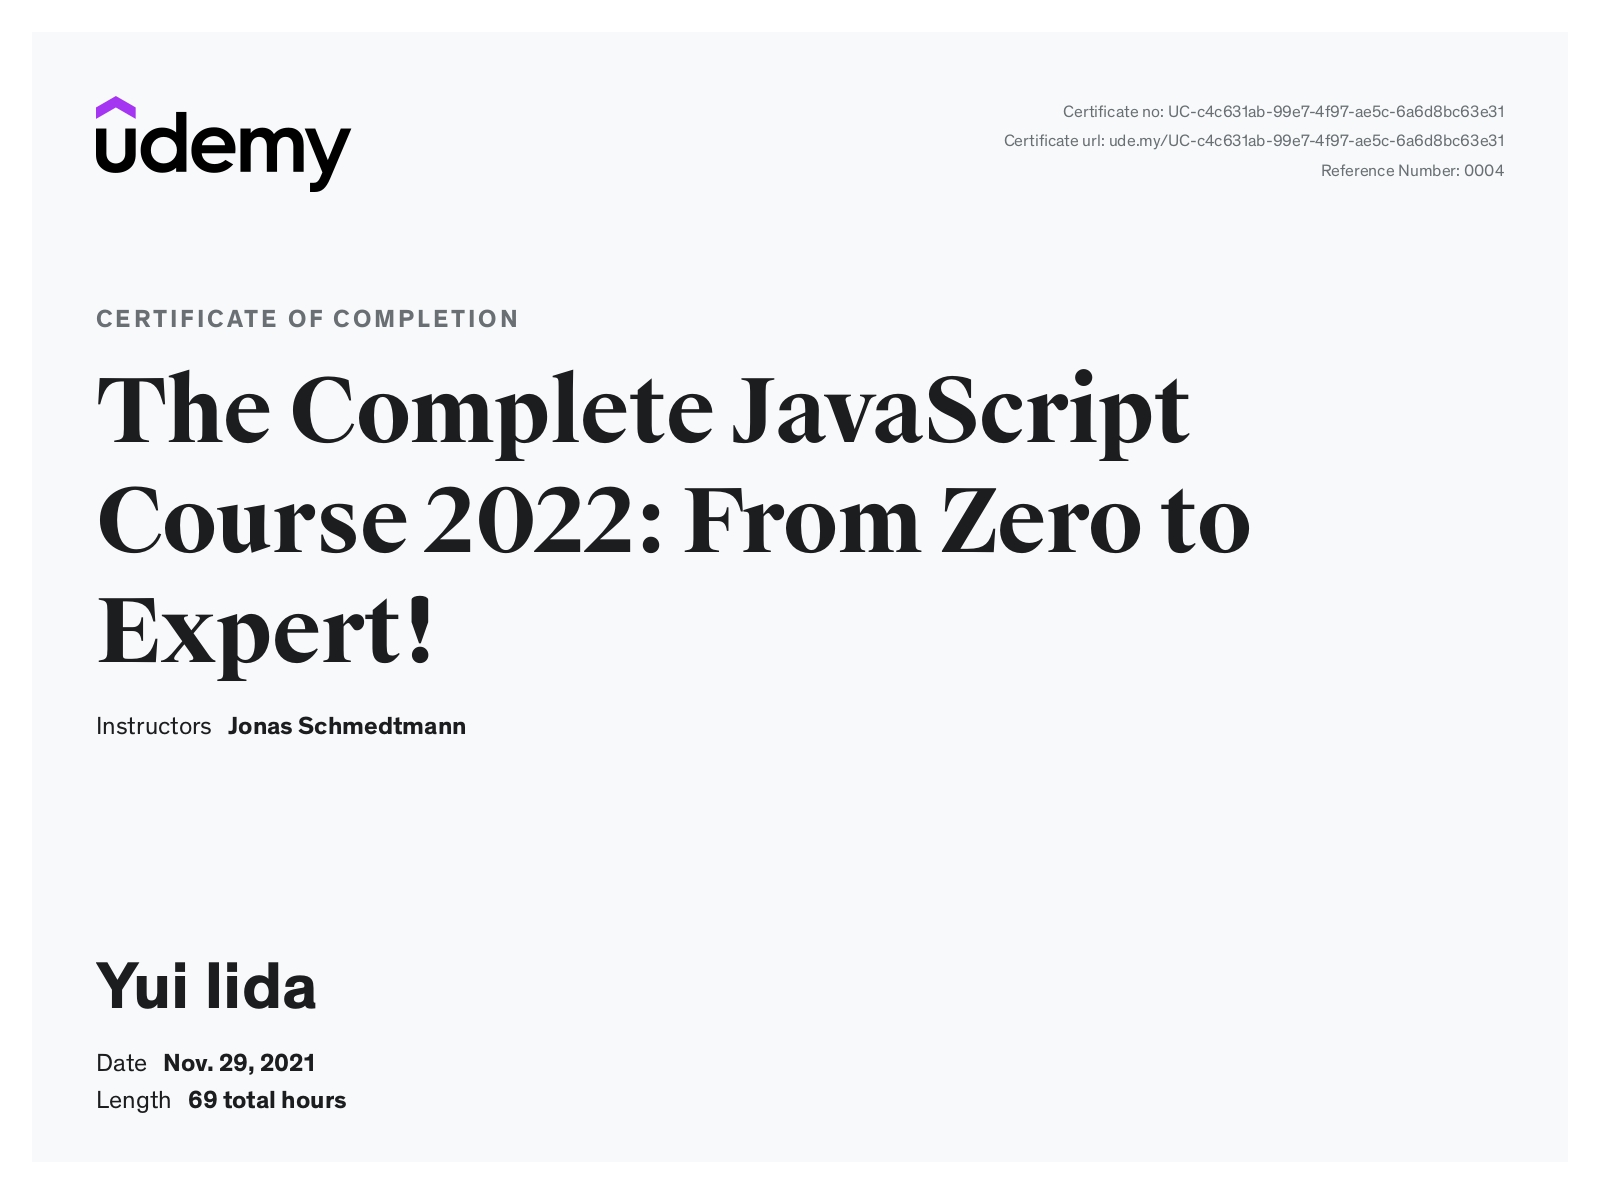 udemy
Certificate no: UC-c4c631ab-99e7-4f97-ae5c-6a6d8bc63e31
Certificate url: ude.my/UC-c4c631ab-99e7-4f97-ae5c-6a6d8bc63e31
Reference Number: 0004
CERTIFICATE OF COMPLETION
The Complete JavaScript
Course 2022: From Zero to
Expert!
Instructors Jonas Schmedtmann
Yui Iida
Date Nov. 29, 2021
Length 69 total hours